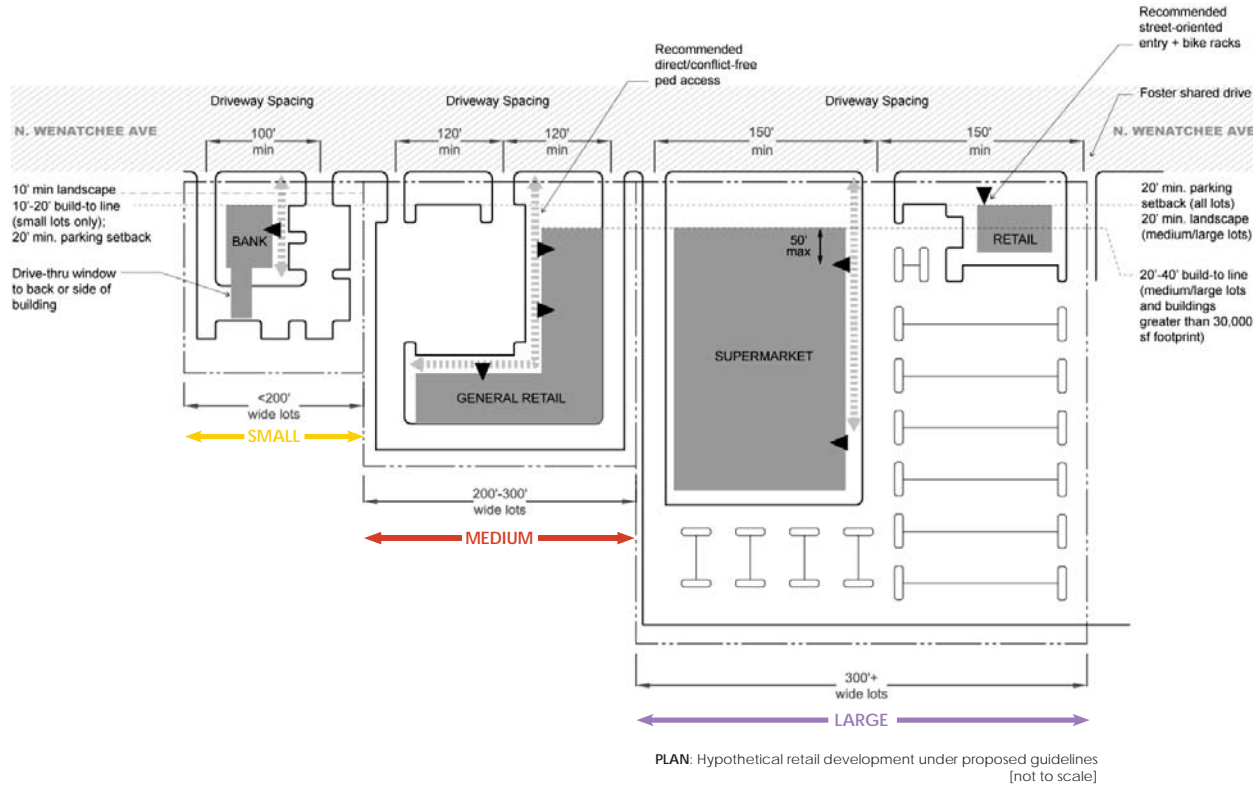 Recommended
street-oriented
entry + bike racks
Recommended
direct/conflict-free
ped access
Driveway Spacing
Driveway Spacing
Driveway Spacing
Foster shared drive
N. WENATCHEE AVE
100'
min
120'
min
120'
min
150'
min
150'
min
N. WENATCHEE AVE
10' min landscape
10'-20' build-to line
(small lots only);
20' min. parking setback
Drive-thru window
to back or side of
building
BANK
GENERAL RETAIL
50'
max
SUPERMARKET
RETAIL
20' min. parking
setback (all lots)
20' min. landscape
(medium/large lots)
20'-40' build-to line
(medium/large lots
and buildings
greater than 30,000
sf footprint)
<200'
wide lots
SMALL
200'-300'
wide lots
MEDIUM
300'+
wide lots
LARGE
PLAN: Hypothetical retail development under proposed guidelines
[not to scale]